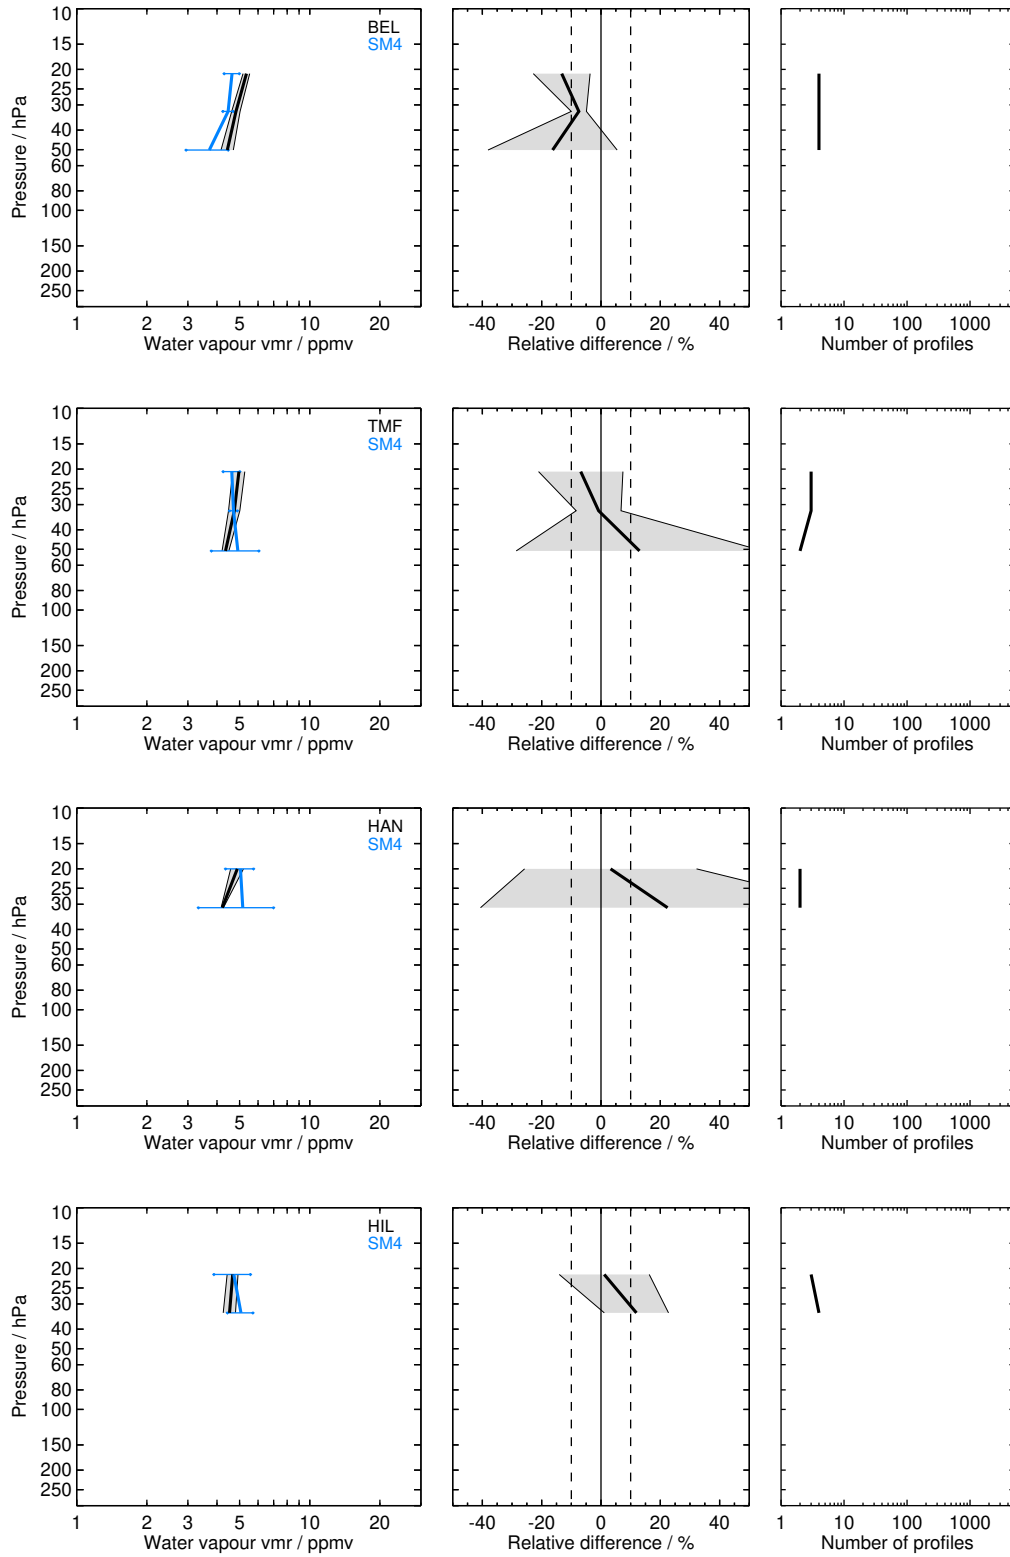 BEL
SM4
10
15
20
25
30
40
50
60
80
100
150
200
250
Pressure / hPa
1 2 3 5 10 20
Water vapour vmr / ppmv
-40 -20 0 20 40
Relative difference / %
1 10 100 1000
Number of profiles
TMF
SM4
10
15
20
25
30
40
50
60
80
100
150
200
250
Pressure / hPa
1 2 3 5 10 20
Water vapour vmr / ppmv
-40 -20 0 20 40
Relative difference / %
1 10 100 1000
Number of profiles
HAN
SM4
10
15
20
25
30
40
50
60
80
100
150
200
250
Pressure / hPa
1 2 3 5 10 20
Water vapour vmr / ppmv
-40 -20 0 20 40
Relative difference / %
1 10 100 1000
Number of profiles
HIL
SM4
10
15
20
25
30
40
50
60
80
100
150
200
250
Pressure / hPa
1 2 3 5 10 20
Water vapour vmr / ppmv
-40 -20 0 20 40
Relative difference / %
1 10 100 1000
Number of profiles